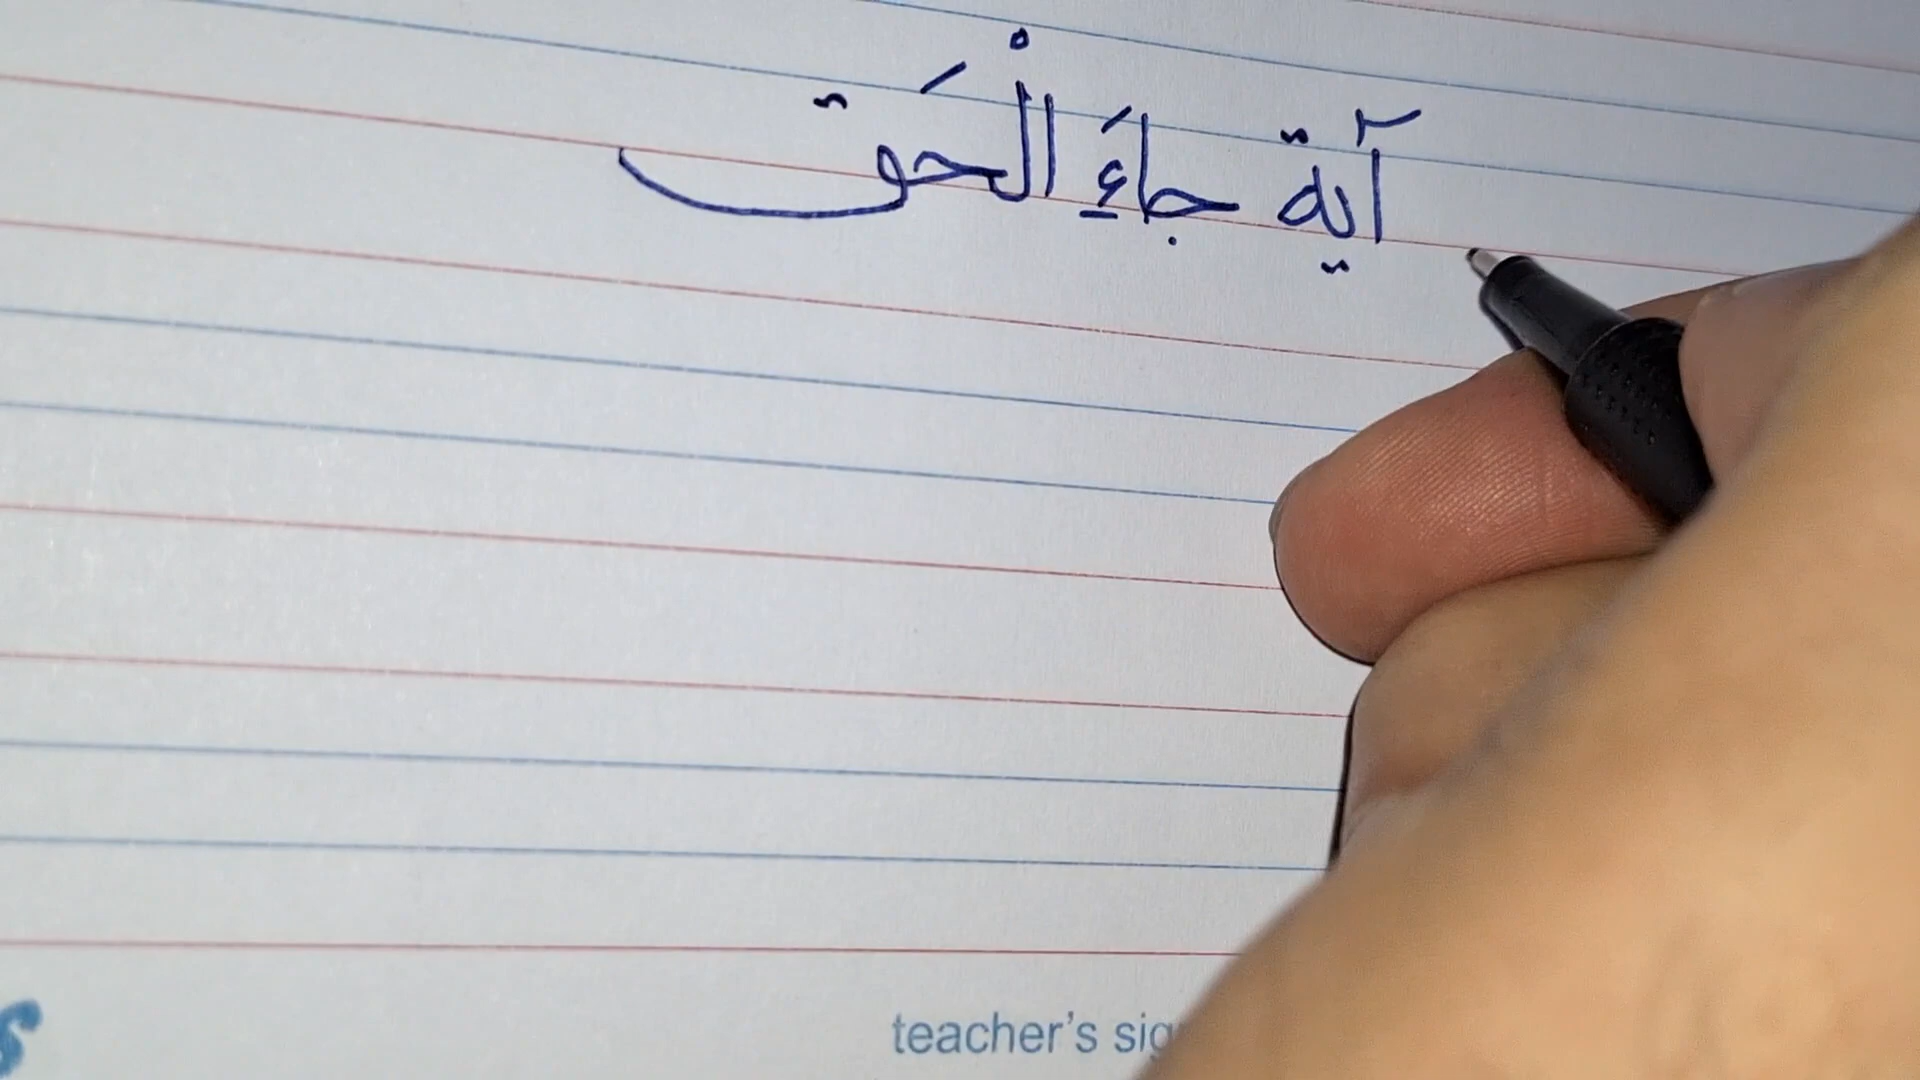 آية جاءَِ الْحَق
teacher's sig